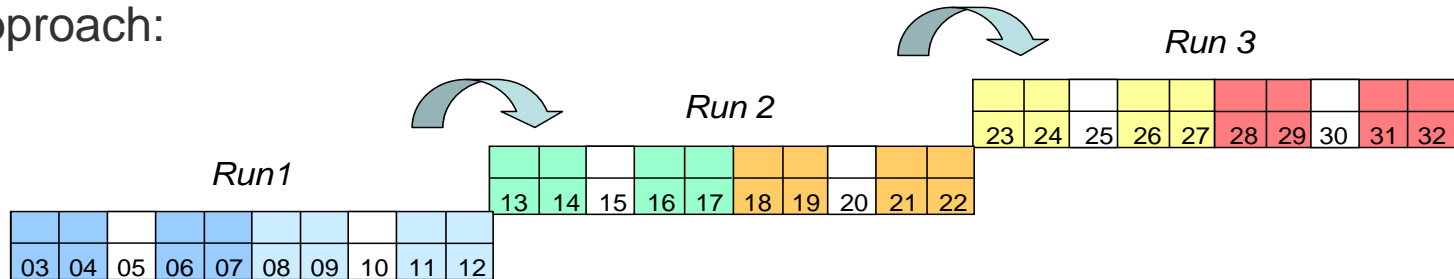 proach:
Run 3
Run 2
23 24 25 26 27 28 29 30 31 32
Run1
13 14 15 16 17 18 19 20 21 22
03 04 05 06 07 08 09 10 11 12